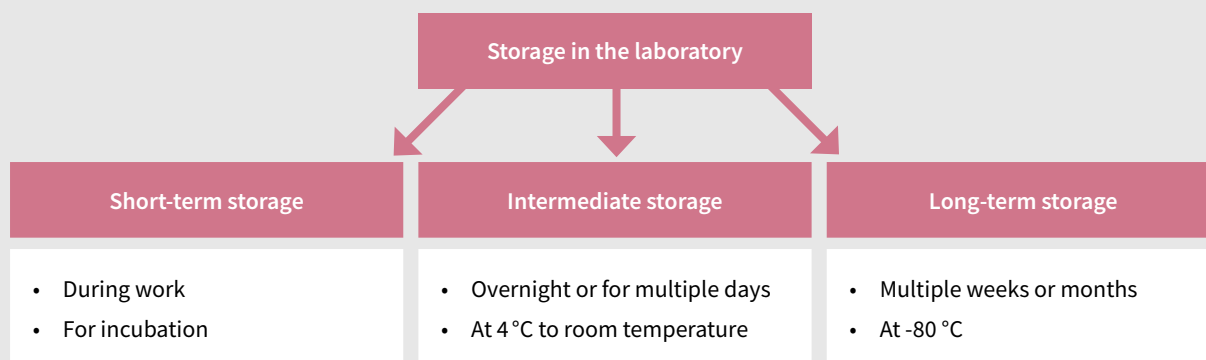 Storage in the laboratory
Short-term storage
• During work
• For incubation
Intermediate storage
• Overnight or for multiple days
• At 4 °C to room temperature
Long-term storage
• Multiple weeks or months
• At -80 °C